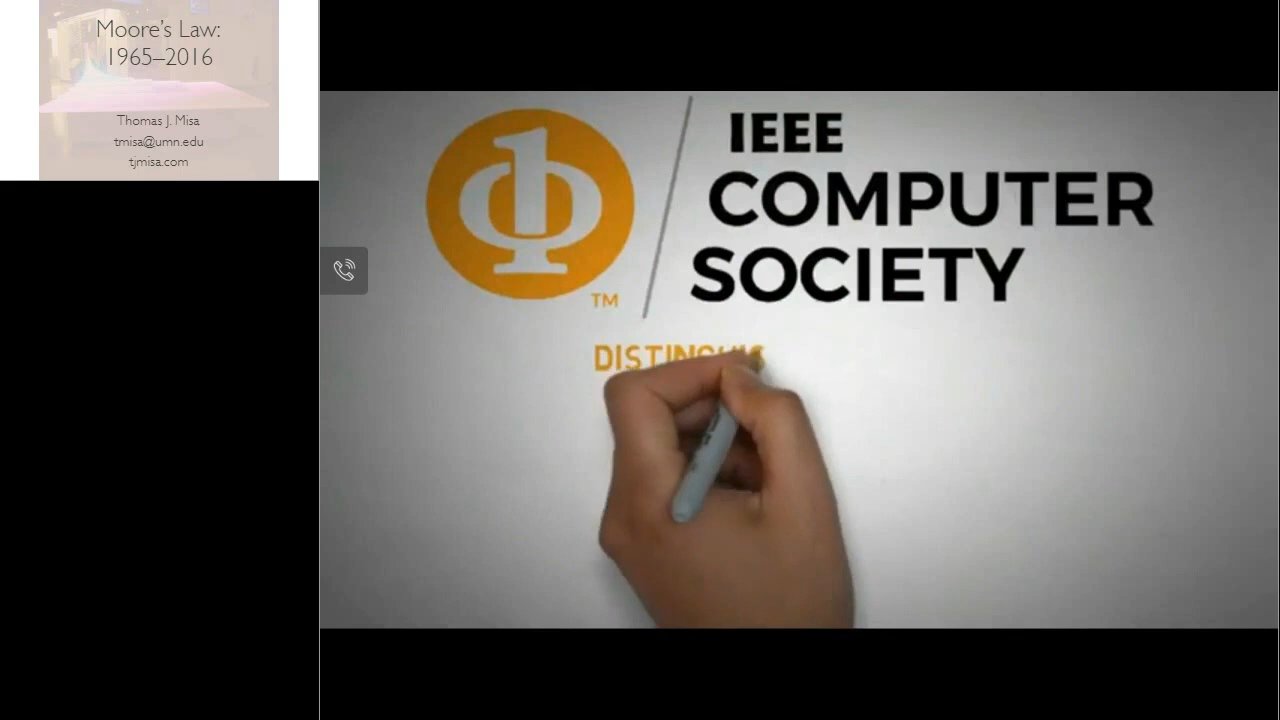 Moore's Law:
1965–2016
Thomas J. Misa
tmisa@umn.edu
tjmisa.com
IEEE
COMPUTER
SOCIETY
TM